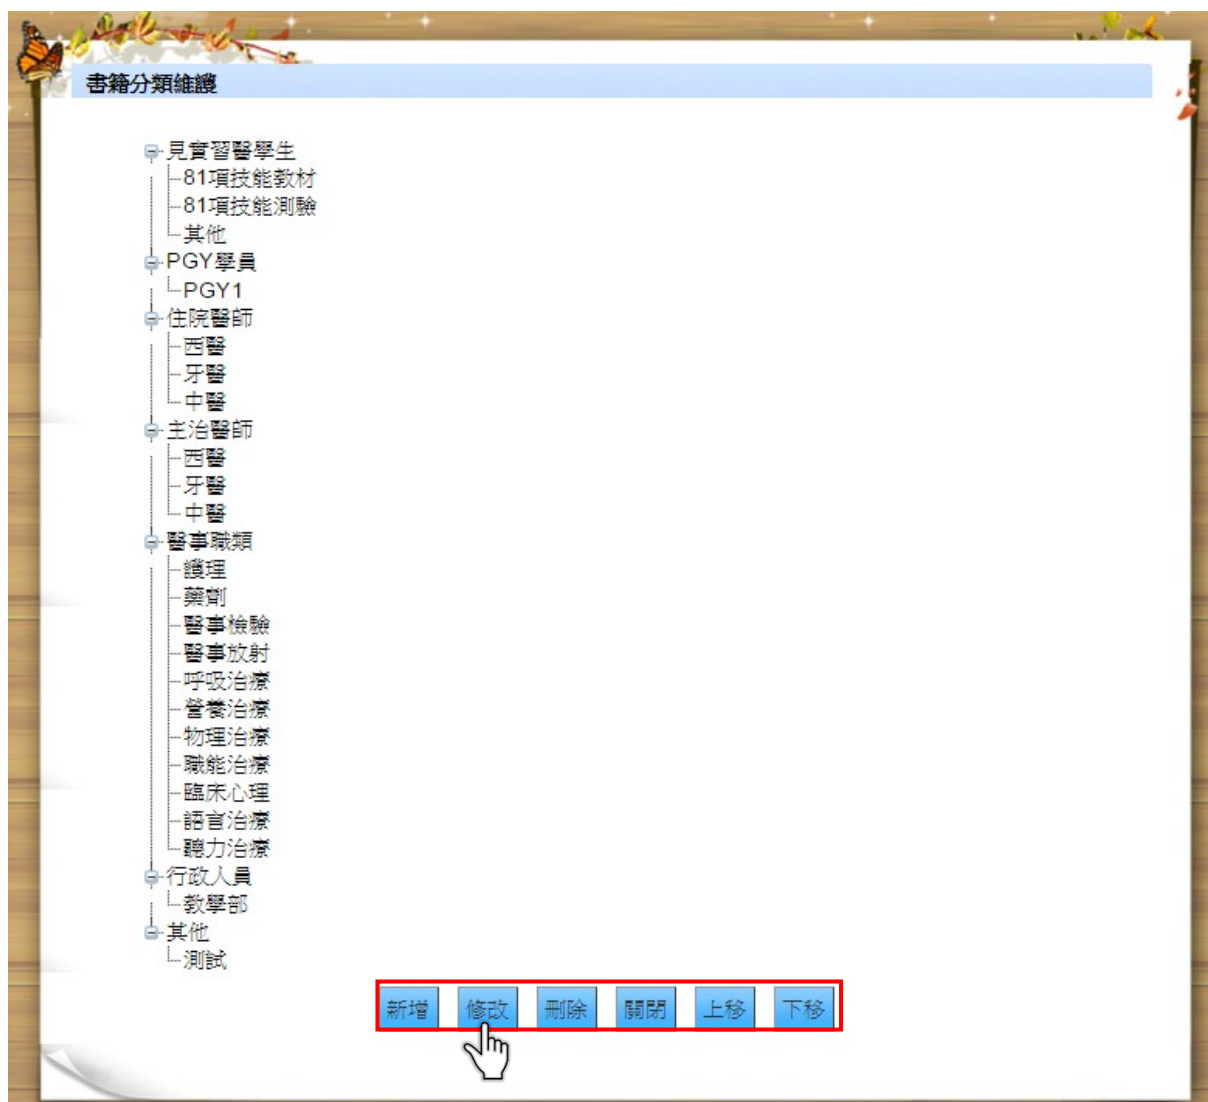 書籍分類維護
見實習醫學生
81項技能教材
81項技能測驗
其他
PGY學員
PGY1
住院醫師
西醫
牙醫
中醫
主治醫師
西醫
牙醫
中醫
醫事職類
護理
藥劑
醫事檢驗
醫事放射
呼吸治療
營養治療
物理治療
職能治療
臨床心理
語言治療
聽力治療
行政人員
教學部
其他
測試
新增 修改 刪除 關閉 上移 下移